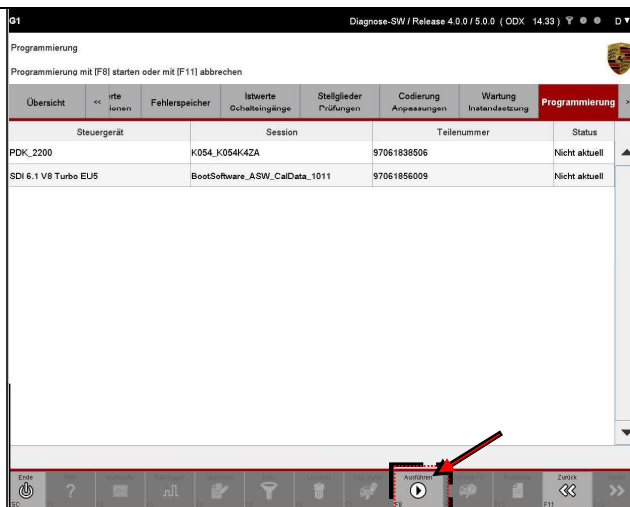 G1
Diagnose-SW / Release 4.0.0 / 5.0.0 ( ODX 14.33 ) D
Programmierung
Programmierung mit [F8] starten oder mit [F11] abbrechen
Übersicht
<<
Fehlerspeicher
Istwerte
Schalteingänge
Stellglieder
Prüfungen
Codierung
Anpassungen
Wartung
Instandsetzung
Programmierung
>
Steuergerät Session Teilenummer Status
PDK_2200 K054_K054K4ZA 97061838506 Nicht aktuell
SDI 6.1 V8 Turbo EU5 BootSoftware_ASW_CalData_1011 97061856009 Nicht aktuell
Ende
Ausführen
F8
Zurück
F11